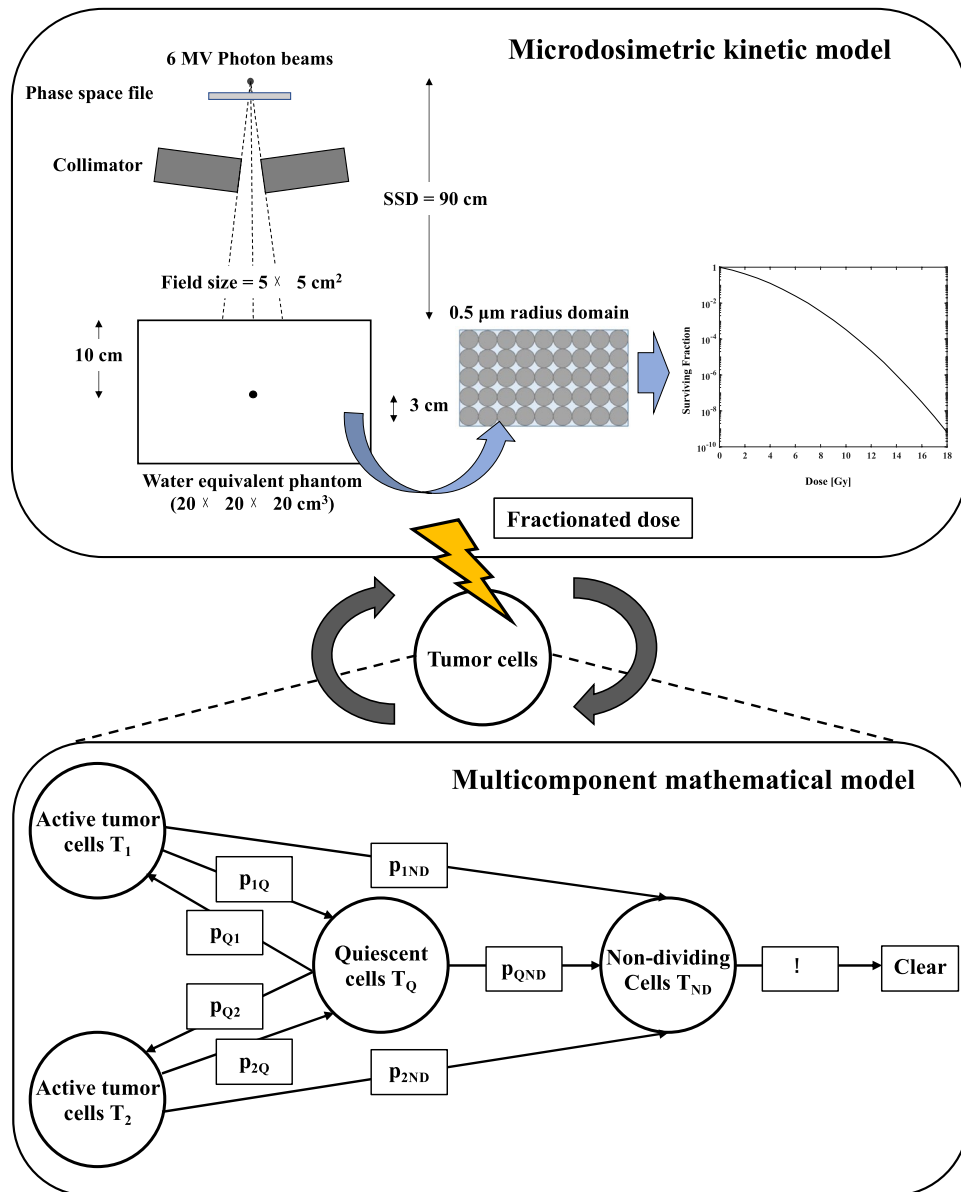 Microdosimetric kinetic model
6 MV Photon beams
Phase space file
Collimator
SSD = 90 cm
Field size = 5 × 5 cm²
10 cm
0.5 μm radius domain
3 cm
Water equivalent phantom
(20 × 20 × 20 cm³)
1
10⁻²
10⁻⁴
10⁻⁶
10⁻⁸
10⁻¹⁰
Surviving Fraction
0 2 4 6 8 10 12 14 16 18
Dose [Gy]
Fractionated dose
Tumor cells
Multicomponent mathematical model
Active tumor
cells T₁
p1ND
p1Q
pQ1
Quiescent
cells TQ
pQND
Non-dividing
Cells TND
!
Clear
pQ2
p2Q
p2ND
Active tumor
cells T₂